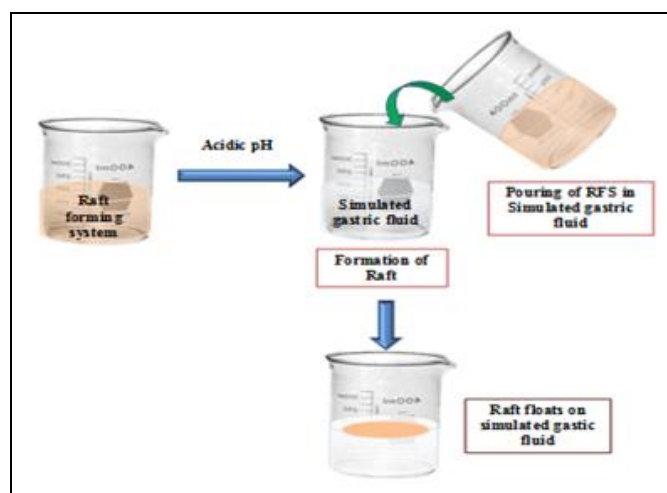 Acidic pH
Raft
forming
system
Simulated
gastric fluid
400ml
Pouring of RFS in
Simulated gastric
fluid
Formation of
Raft
Raft floats on
simulated gastic
fluid